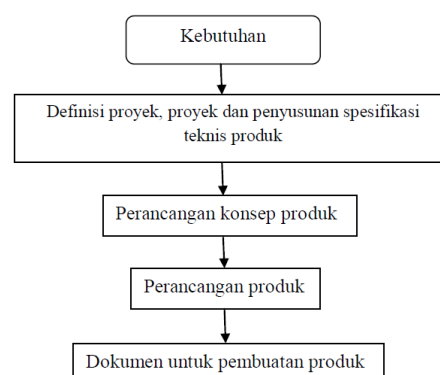 Kebutuhan
Definisi proyek, proyek dan penyusunan spesifikasi
teknis produk
Perancangan konsep produk
Perancangan produk
Dokumen untuk pembuatan produk